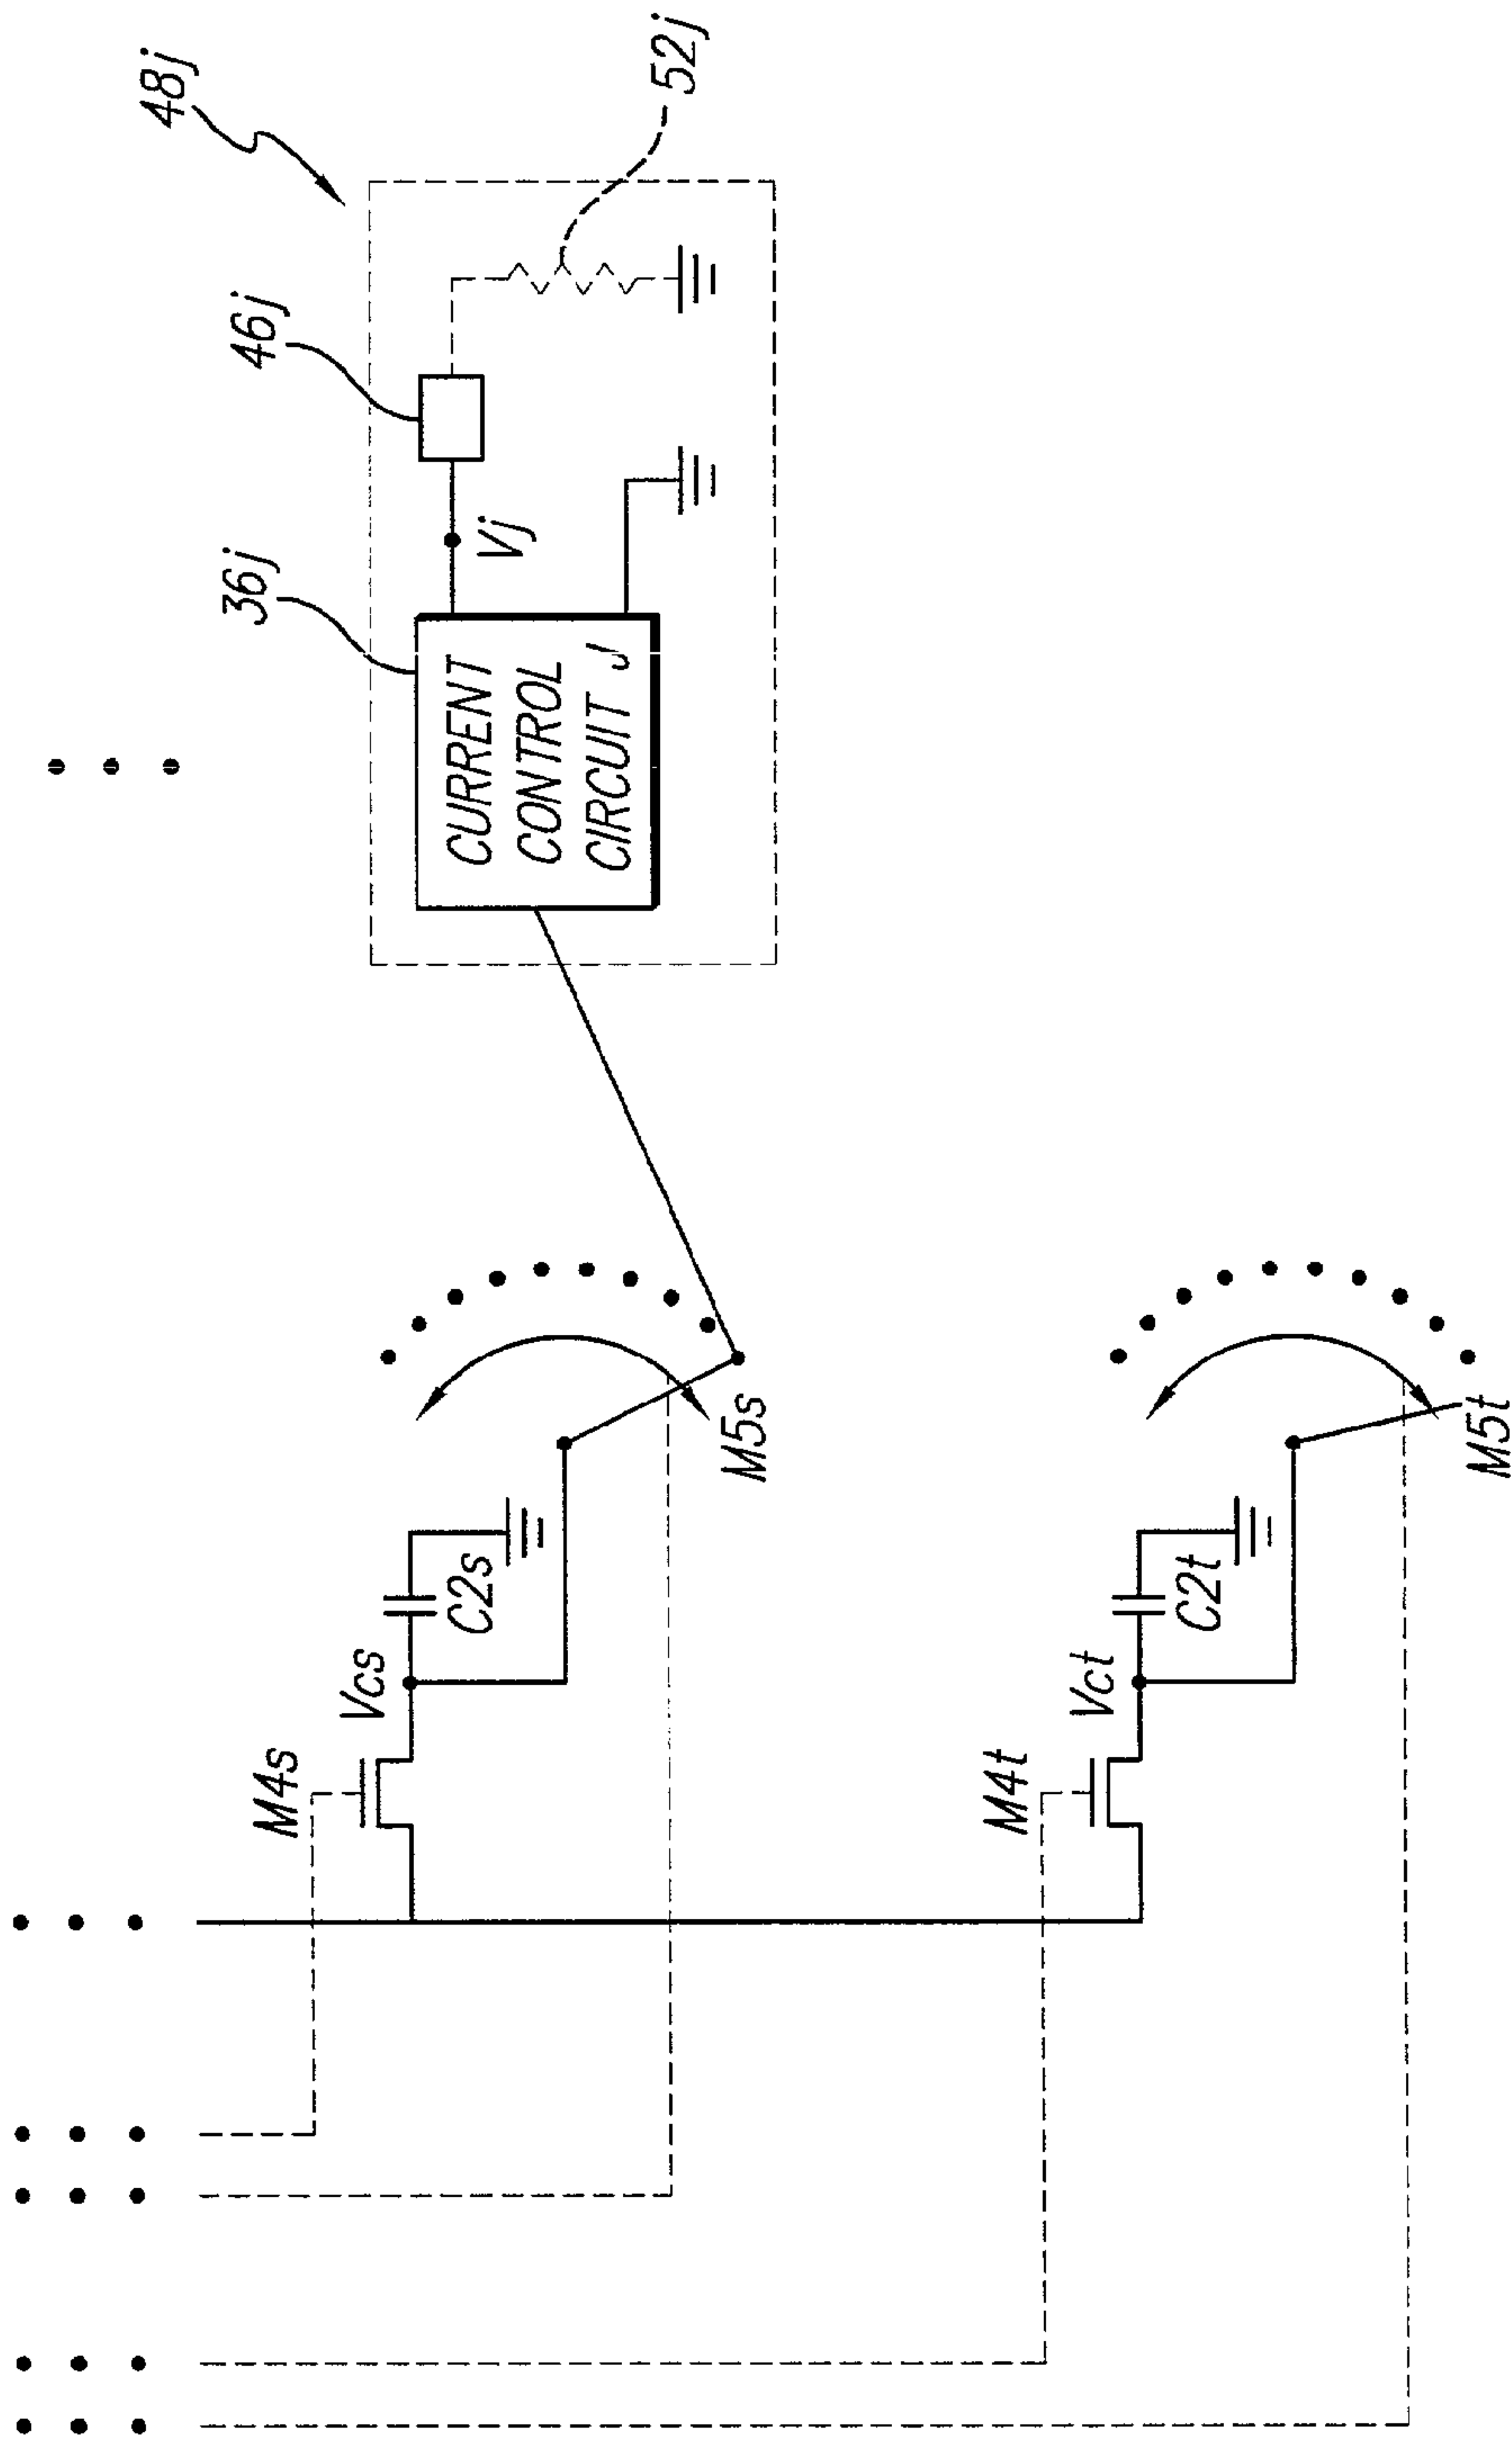 48j
46j
36j
52j
Vj
CURRENT
CONTROL
CIRCUIT J
M4s
Vcs
C2s
M5s
M4t
Vct
C2t
M5t